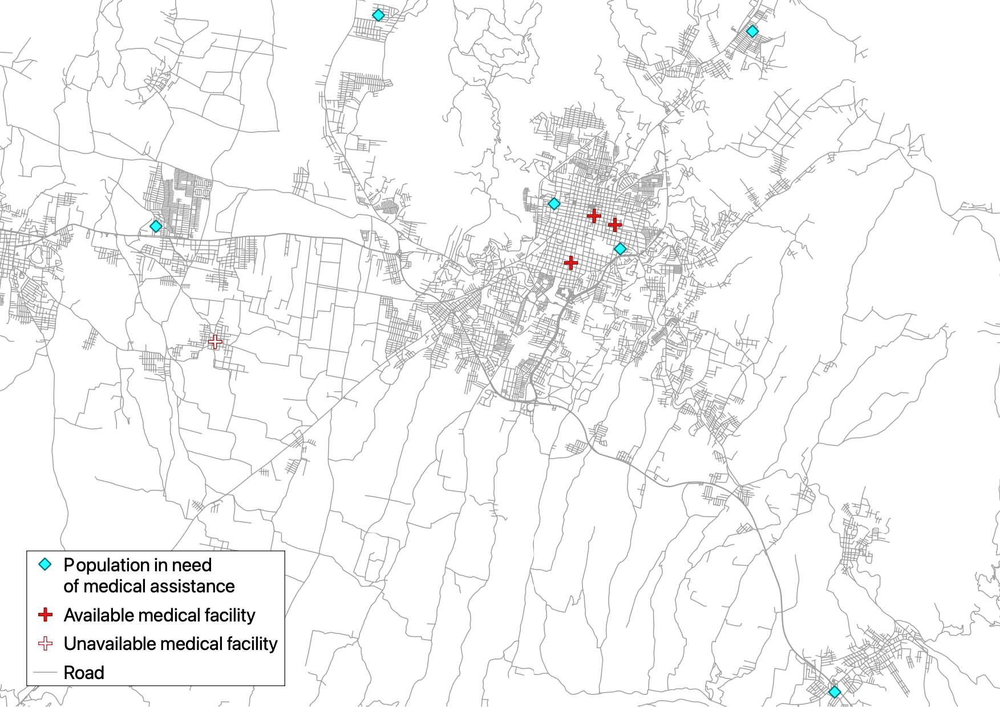 Population in need
of medical assistance
Available medical facility
Unavailable medical facility
Road